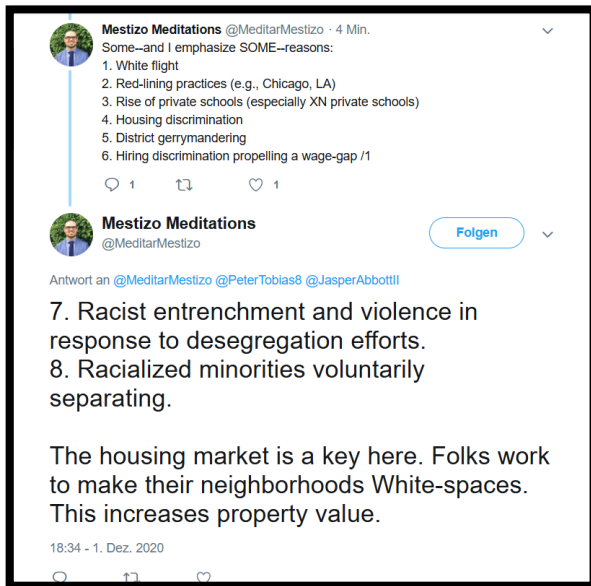 Mestizo Meditations @MeditarMestizo · 4 Min.
Some--and I emphasize SOME--reasons:
1. White flight
2. Red-lining practices (e.g., Chicago, LA)
3. Rise of private schools (especially XN private schools)
4. Housing discrimination
5. District gerrymandering
6. Hiring discrimination propelling a wage-gap /1
1 1
Mestizo Meditations
@MeditarMestizo
Folgen
Antwort an @MeditarMestizo @PeterTobias8 @JasperAbbottII
7. Racist entrenchment and violence in
response to desegregation efforts.
8. Racialized minorities voluntarily
separating.
The housing market is a key here. Folks work
to make their neighborhoods White-spaces.
This increases property value.
18:34 - 1. Dez. 2020